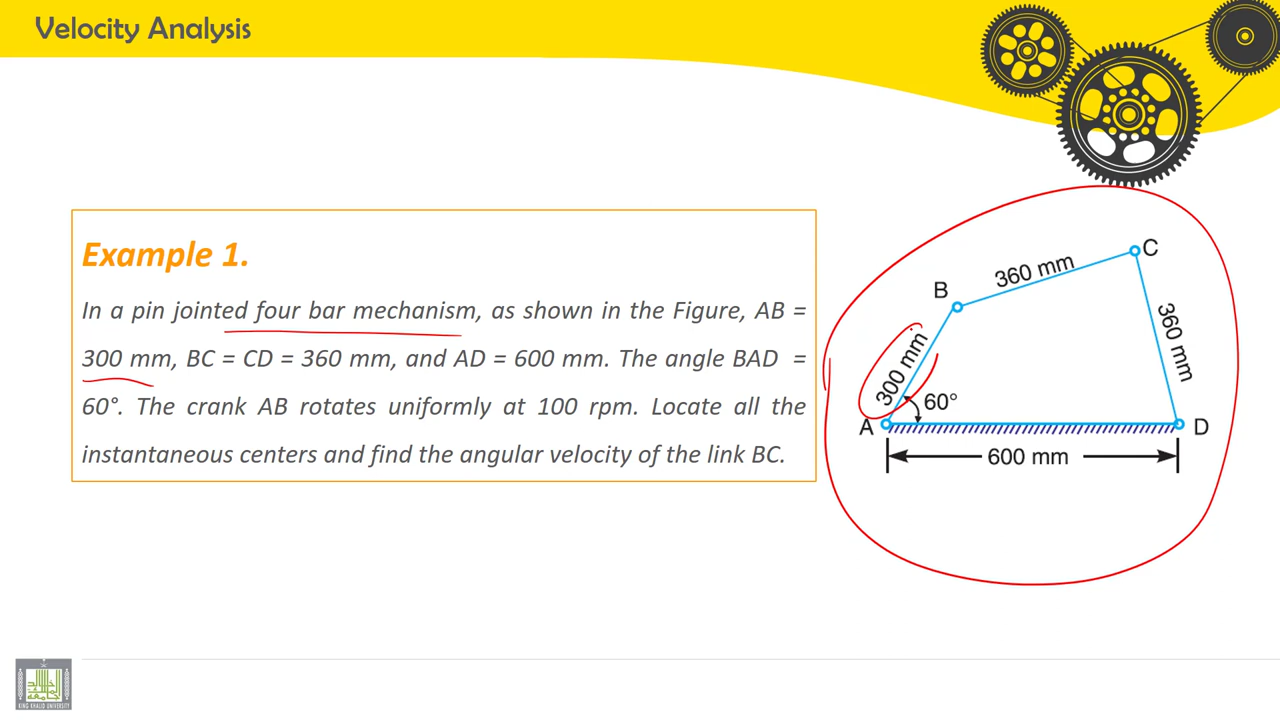 Velocity Analysis
Example 1.
In a pin jointed four bar mechanism, as shown in the Figure, AB =
300 mm, BC = CD = 360 mm, and AD = 600 mm. The angle BAD =
60°. The crank AB rotates uniformly at 100 rpm. Locate all the
instantaneous centers and find the angular velocity of the link BC.
C
360 mm
B
360 mm
300 mm
60°
A
D
600 mm
KING KHALID UNIVERSITY